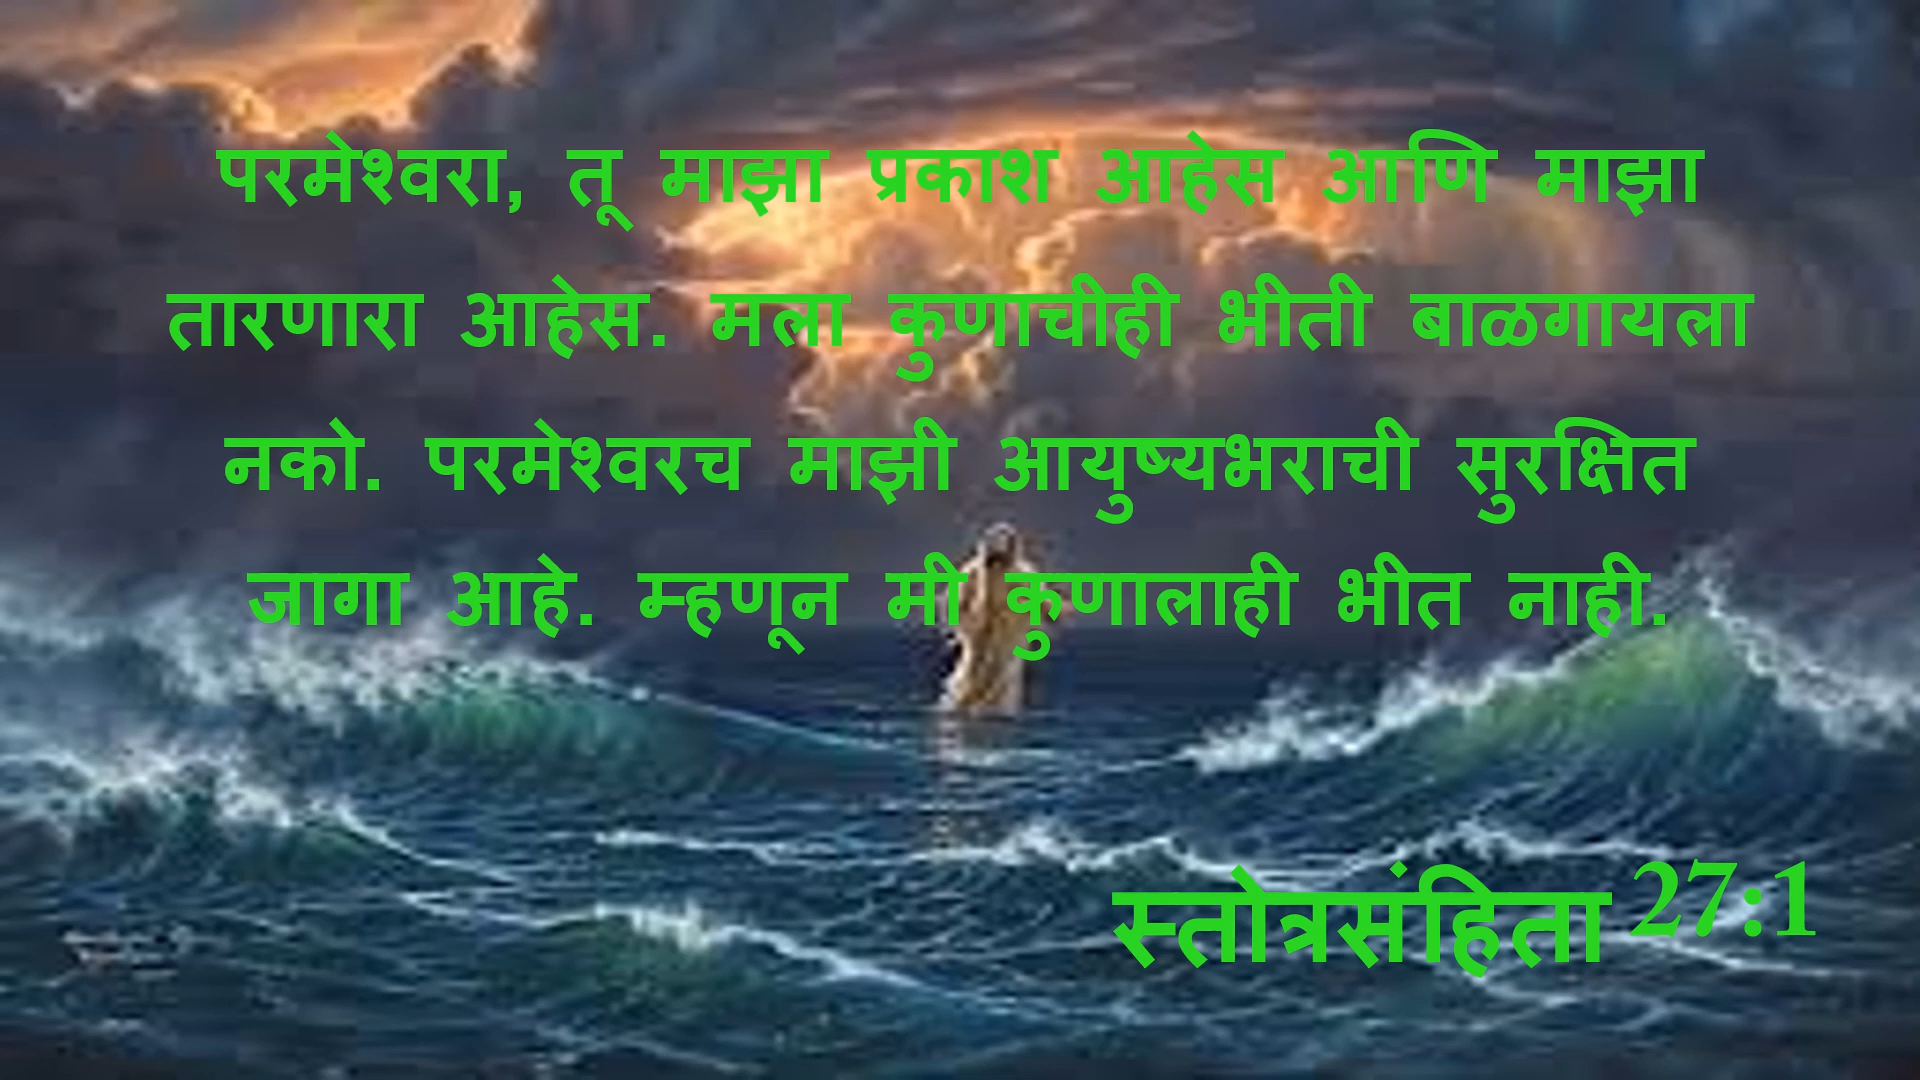 परमेश्वरा, तू माझा प्रकाश आहेस आणि माझा
तारणारा आहेस. मला कुणाचीही भीती बाळगायला
नको. परमेश्वरच माझी आयुष्यभराची सुरक्षित
जागा आहे. म्हणून मी कुणालाही भीत नाही.
स्तोत्रसंहिता 27:1